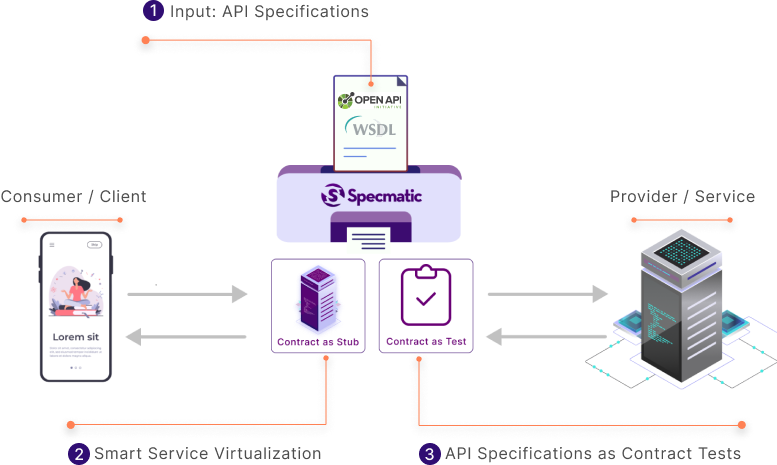 1 Input: API Specifications
OPEN API
INITIATIVE
WSDL
S Specmatic
Consumer / Client
Provider / Service
Skip
Lorem sit
Contract as Stub
Contract as Test
2 Smart Service Virtualization
3 API Specifications as Contract Tests